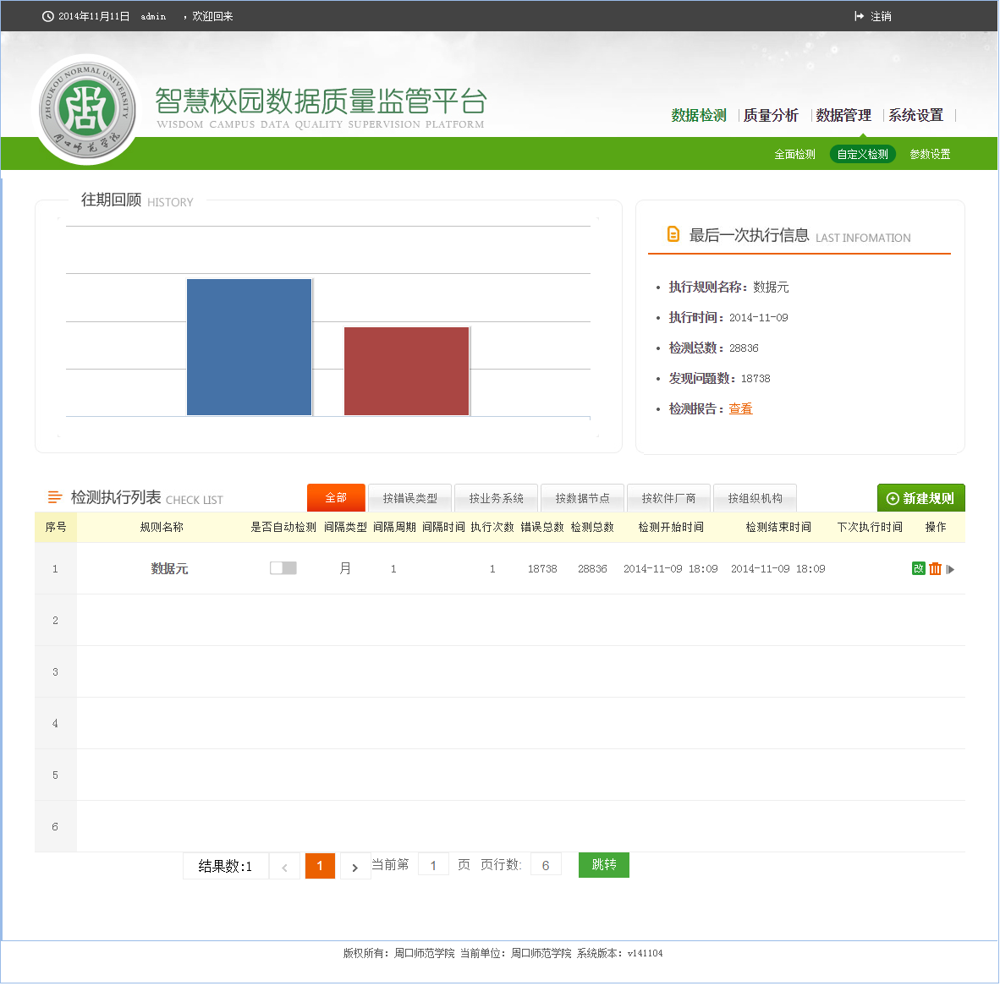 2014年11月11日 admin ，欢迎回来
注销
ZHOUKOU NORMAL UNIVERSITY
周口师范学院
智慧校园数据质量监管平台
WISDOM CAMPUS DATA QUALITY SUPERVISION PLATFORM
数据检测 质量分析 数据管理 系统设置
全面检测 自定义检测 参数设置
往期回顾 HISTORY
最后一次执行信息 LAST INFOMATION
执行规则名称：数据元
执行时间：2014-11-09
检测总数：28836
发现问题数：18738
检测报告：查看
检测执行列表 CHECK LIST
全部 按错误类型 按业务系统 按数据节点 按软件厂商 按组织机构
新建规则
序号 规则名称 是否自动检测 间隔类型 间隔周期 间隔时间 执行次数 错误总数 检测总数 检测开始时间 检测结束时间 下次执行时间 操作
1 数据元 月 1 1 18738 28836 2014-11-09 18:09 2014-11-09 18:09 改
2
3
4
5
6
结果数:1 ‹ 1 › 当前第 1 页 页行数: 6 跳转
版权所有：周口师范学院 当前单位：周口师范学院 系统版本：v141104